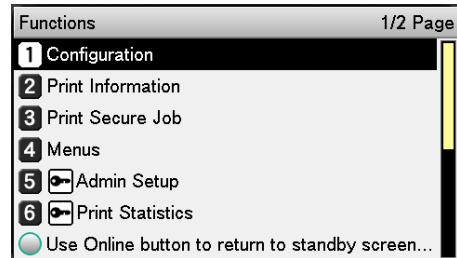 Functions 1/2 Page
1 Configuration
2 Print Information
3 Print Secure Job
4 Menus
5 Admin Setup
6 Print Statistics
Use Online button to return to standby screen...